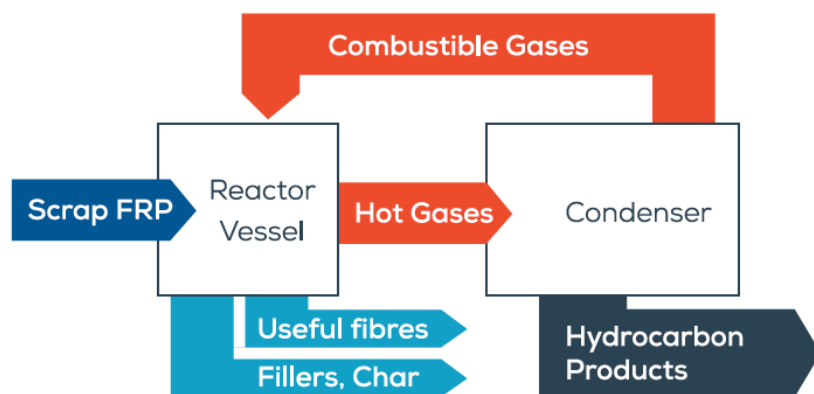 Combustible Gases
Scrap FRP
Reactor
Vessel
Hot Gases
Condenser
Useful fibres
Fillers, Char
Hydrocarbon
Products